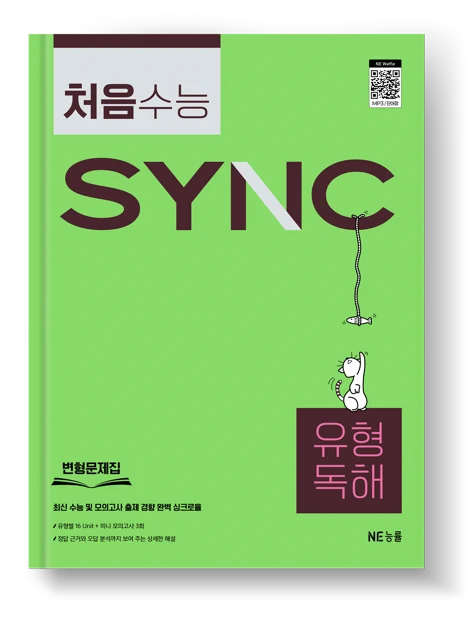 NE Waffle
처음수능
MP3/단어장
SYNC
유형
독해
변형문제집
최신 수능 및 모의고사 출제 경향 완벽 싱크로율
✓유형별 16 Unit + 미니 모의고사 3회
✓정답 근거와 오답 분석까지 보여 주는 상세한 해설
NE능률